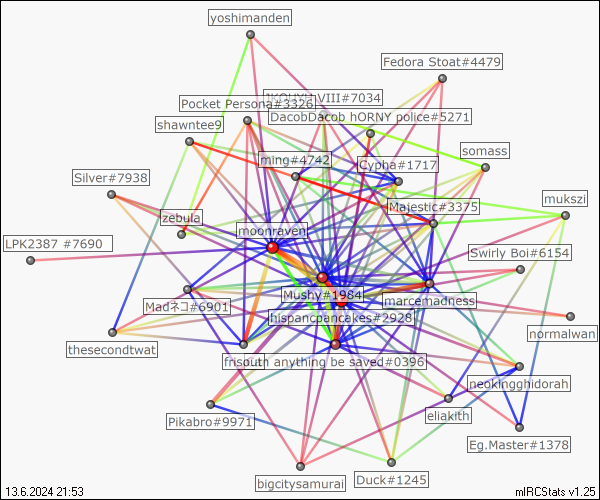 yoshimanden
Fedora Stoat#4479
VIII#7034
Pocket Persona#3326
DacobDacob hORNY police#5271
shawntee9
somass
ming#4742
Cypha#1717
Silver#7938
mukszi
Majestic#3375
zebula
moonraven
LPK2387 #7690
Swirly Boi#6154
Mushy#1984
marcemadness
Madネコ#6901
hispancpancakes#2928
normalwan
thesecondtwat
frisputh anything be saved#0396
neokingghidorah
eliakith
Pikabro#9971
Eg.Master#1378
bigcitysamurai
Duck#1245
13.6.2024 21:53
mIRCStats v1.25